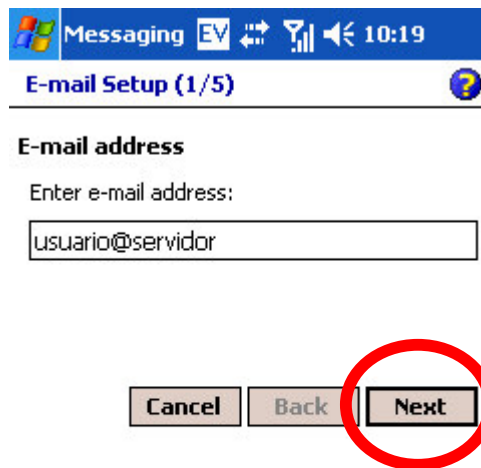 Messaging EV 10:19
E-mail Setup (1/5) ?
E-mail address
Enter e-mail address:
usuario@servidor
Cancel Back Next